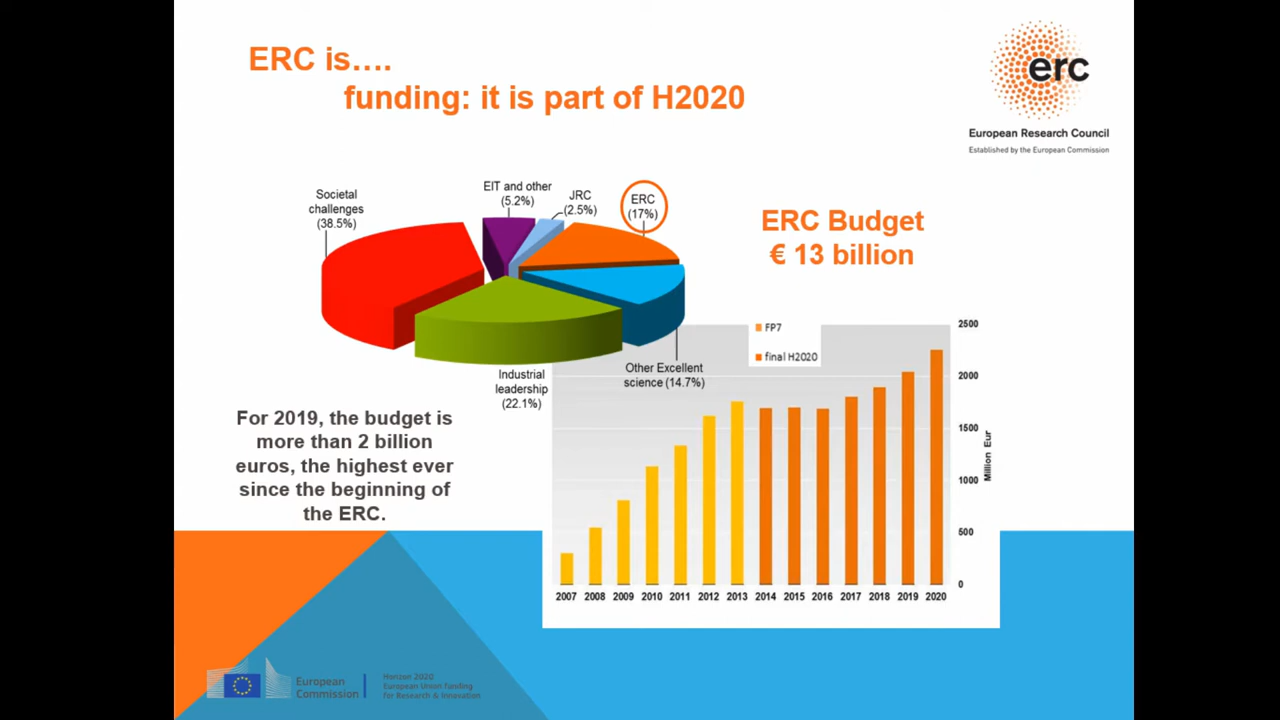 ERC is….
funding: it is part of H2020
erc
European Research Council
Established by the European Commission
Societal
challenges
(38.5%)
EIT and other
(5.2%)
JRC
(2.5%)
ERC
(17%)
Other Excellent
science (14.7%)
Industrial
leadership
(22.1%)
ERC Budget
€ 13 billion
For 2019, the budget is
more than 2 billion
euros, the highest ever
since the beginning of
the ERC.
FP7
final H2020
2500
2000
1500
1000
500
0
Million Eur
2007 2008 2009 2010 2011 2012 2013 2014 2015 2016 2017 2018 2019 2020
European
Commission
Horizon 2020
European Union funding
for Research & Innovation